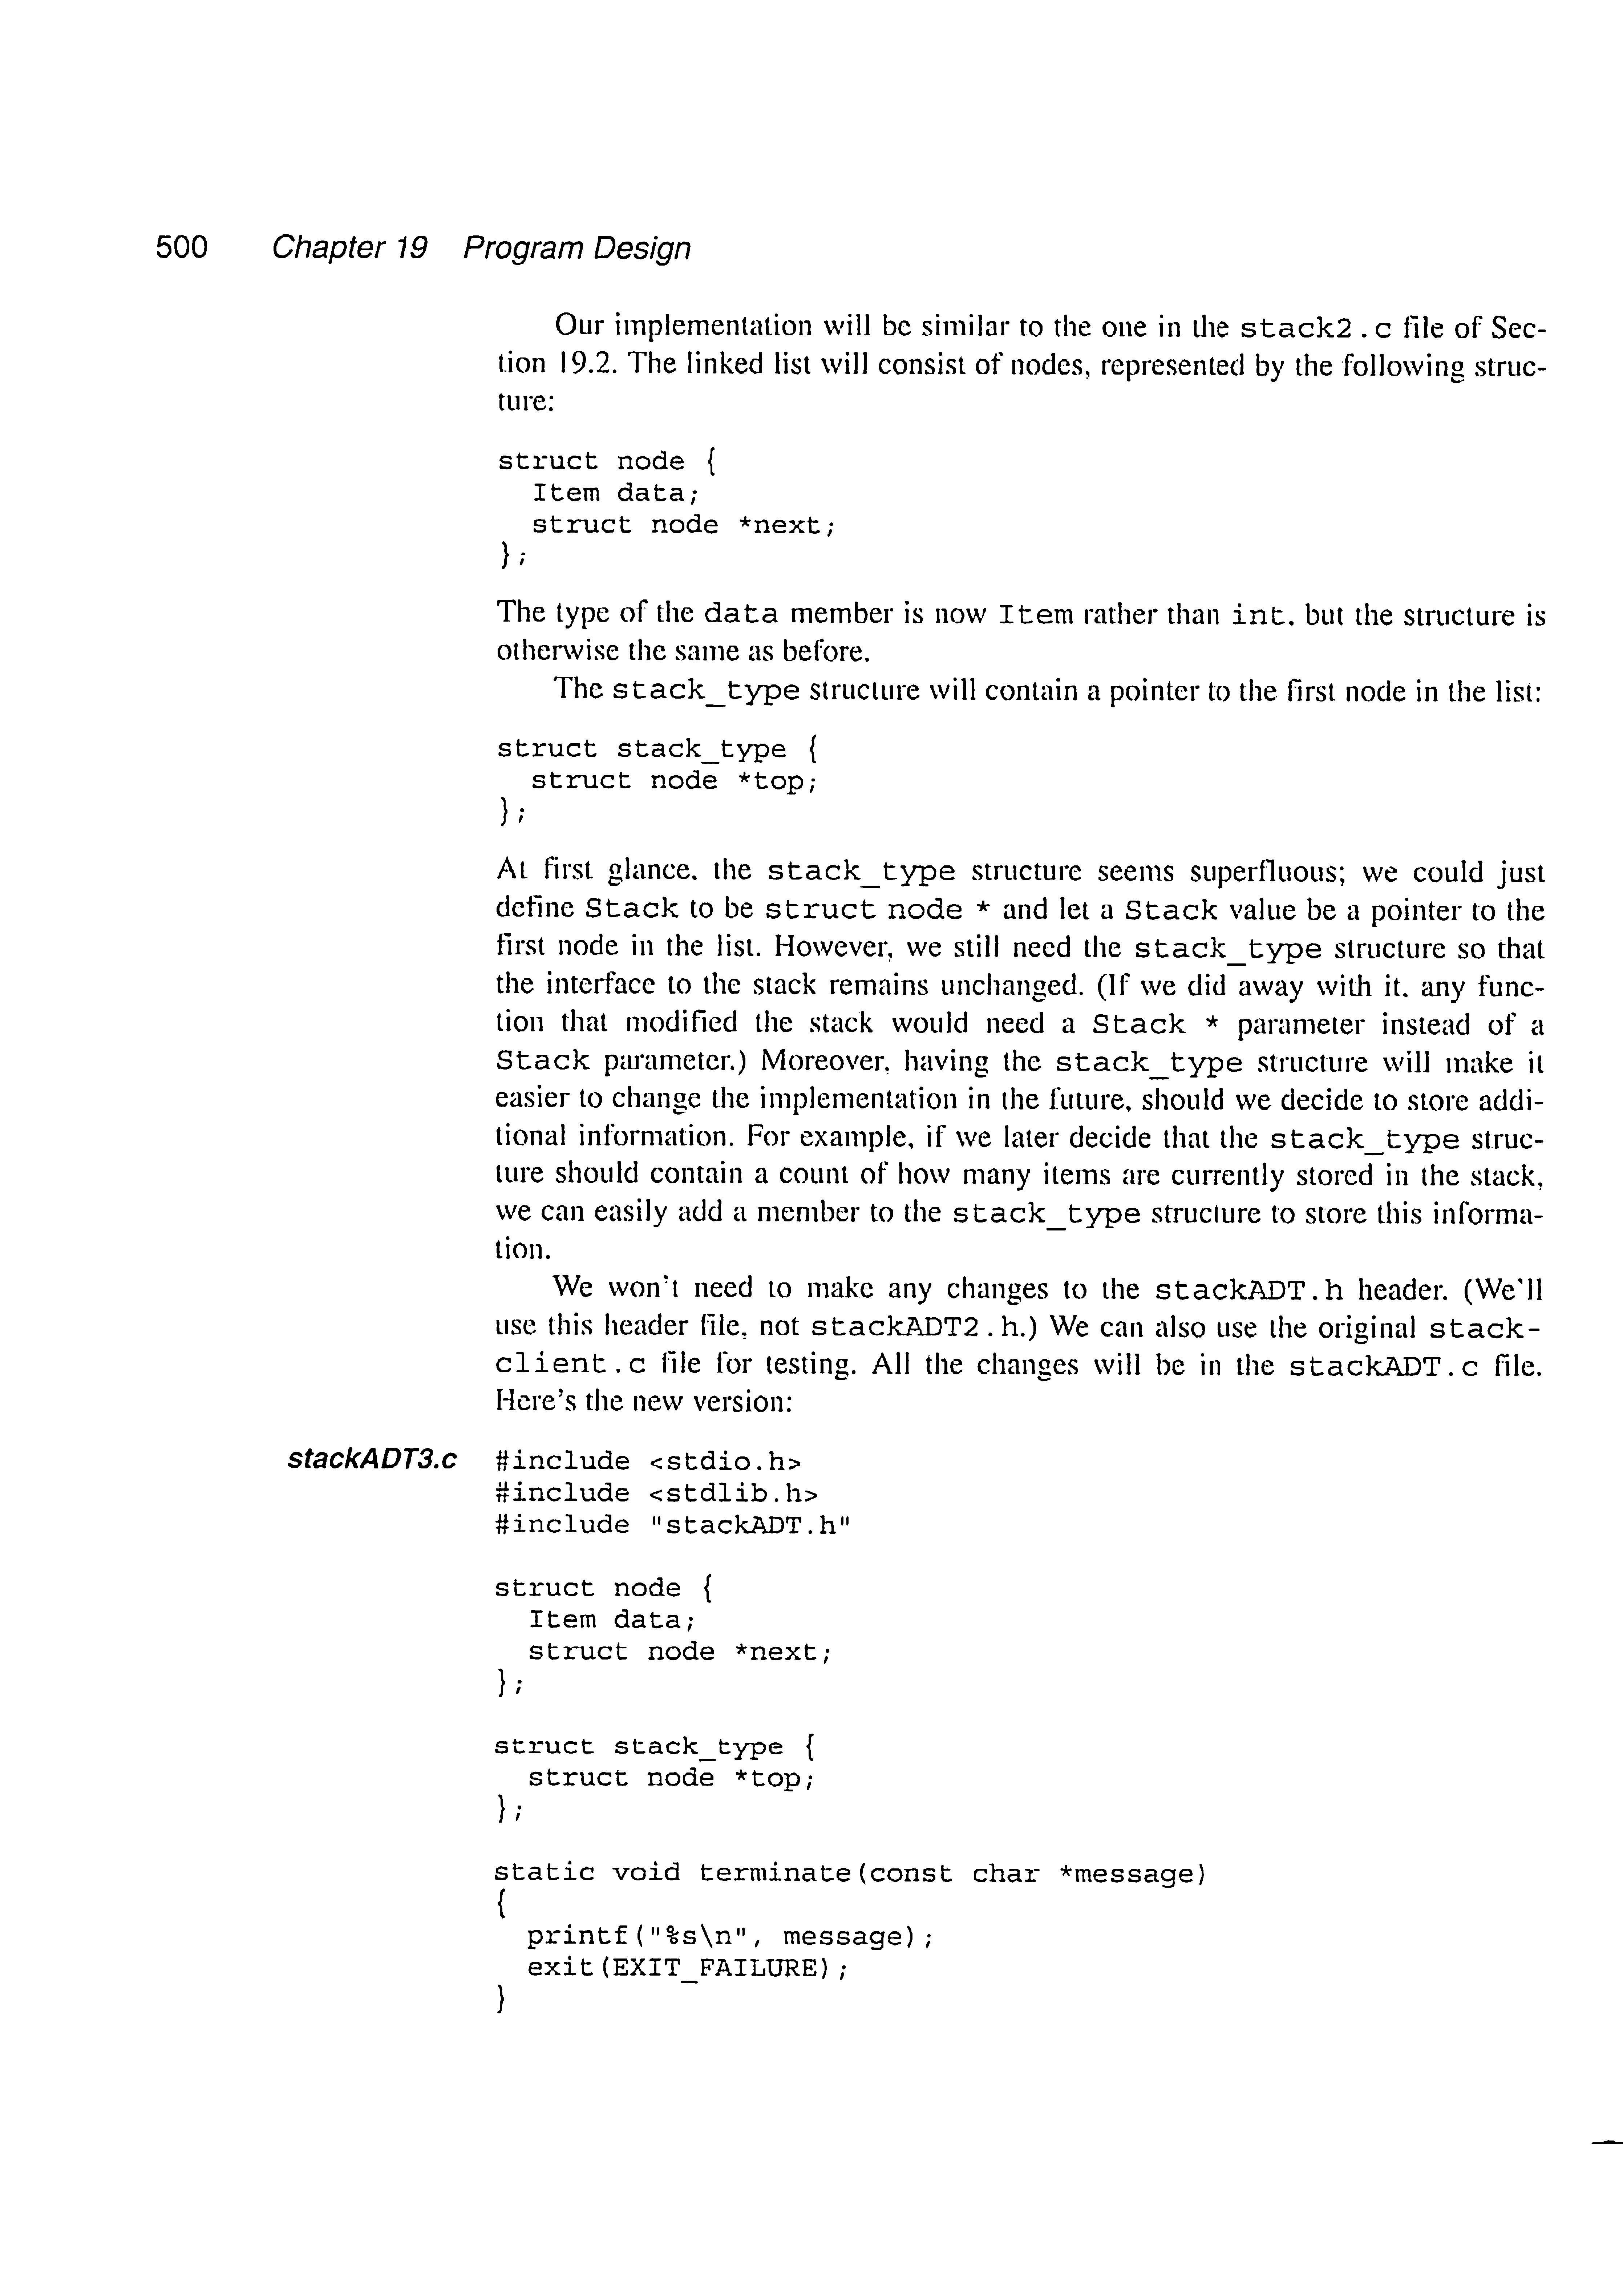 500 Chapter 19 Program Design
Our implementation will be similar to the one in the stack2.c file of Sec-
tion 19.2. The linked list will consist of nodes, represented by the following struc-
ture:
struct node {
  Item data;
  struct node *next;
};
The type of the data member is now Item rather than int. but the structure is
otherwise the same as before.
The stack_type structure will contain a pointer to the first node in the list:
struct stack_type {
  struct node *top;
};
At first glance. the stack_type structure seems superfluous; we could just
define Stack to be struct node * and let a Stack value be a pointer to the
first node in the list. However, we still need the stack_type structure so that
the interface to the stack remains unchanged. (If we did away with it. any func-
tion that modified the stack would need a Stack * parameter instead of a
Stack parameter.) Moreover, having the stack_type structure will make it
easier to change the implementation in the future, should we decide to store addi-
tional information. For example, if we later decide that the stack_type struc-
ture should contain a count of how many items are currently stored in the stack,
we can easily add a member to the stack_type structure to store this informa-
tion.
We won't need to make any changes to the stackADT.h header. (We'll
use this header file, not stackADT2.h.) We can also use the original stack-
client.c file for testing. All the changes will be in the stackADT.c file.
Here's the new version:
stackADT3.c #include <stdio.h>
#include <stdlib.h>
#include "stackADT.h"
struct node {
  Item data;
  struct node *next;
};
struct stack_type {
  struct node *top;
};
static void terminate(const char *message)
{
  printf("%s\n", message);
  exit(EXIT_FAILURE);
}